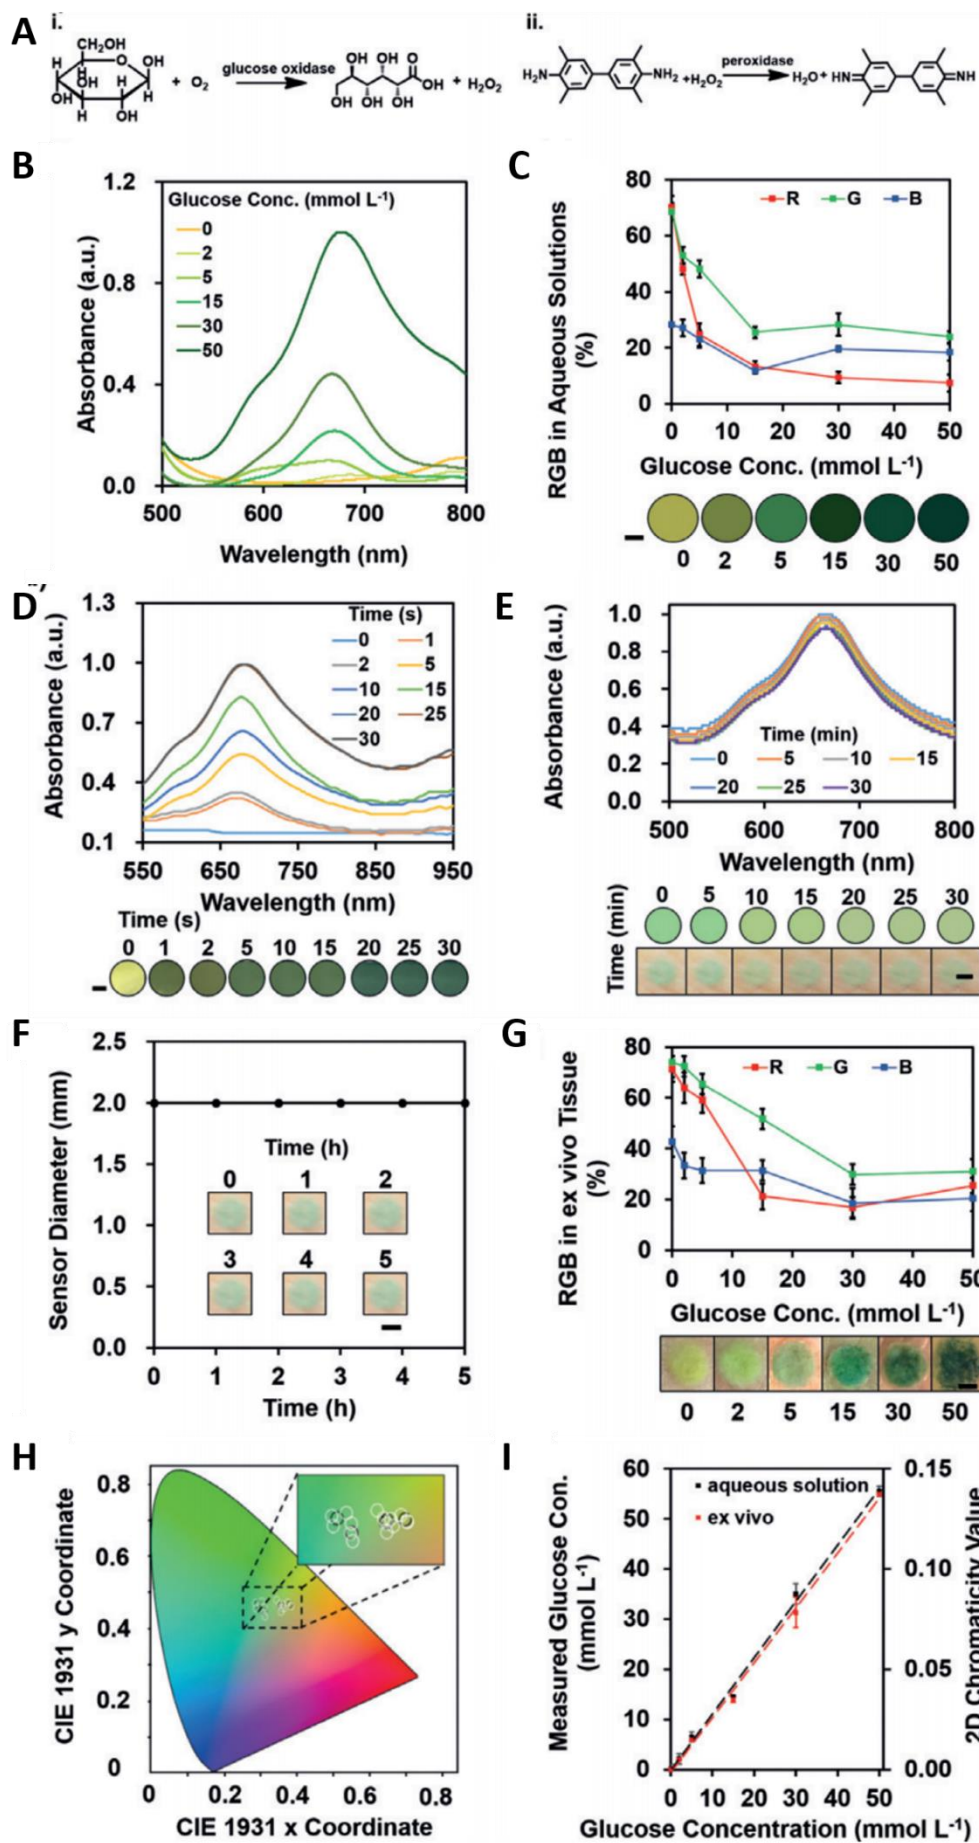 A
i.
CH₂OH
H O OH
H
OH H
OH H
H OH
+ O₂
glucose oxidase
OH OH O
OH
OH OH OH
+ H₂O₂
ii.
H₂N
NH₂ +H₂O₂
peroxidase
H₂O+ HN
NH
B
1.2
0.8
0.4
0.0
Absorbance (a.u.)
Glucose Conc. (mmol L⁻¹)
0
2
5
15
30
50
500 600 700 800
Wavelength (nm)
C
80
60
40
20
0
RGB in Aqueous Solutions
(%)
R G B
0 10 20 30 40 50
Glucose Conc. (mmol L⁻¹)
0 2 5 15 30 50
D
1.3
1.0
0.7
0.4
0.1
Absorbance (a.u.)
Time (s)
0 1
2 5
10 15
20 25
30
550 650 750 850 950
Wavelength (nm)
Time (s)
0 1 2 5 10 15 20 25 30
E
1.0
0.8
0.6
0.4
0.2
0.0
Absorbance (a.u.)
Time (min)
0 5 10 15
20 25 30
500 600 700 800
Wavelength (nm)
Time (min)
0 5 10 15 20 25 30
F
2.5
2.0
1.5
1.0
0.5
0.0
Sensor Diameter (mm)
Time (h)
0 1 2
3 4 5
0 1 2 3 4 5
Time (h)
G
80
60
40
20
0
RGB in ex vivo Tissue
(%)
R G B
0 10 20 30 40 50
Glucose Conc. (mmol L⁻¹)
0 2 5 15 30 50
H
0.8
0.6
0.4
0.2
0
CIE 1931 y Coordinate
0 0.2 0.4 0.6 0.8
CIE 1931 x Coordinate
I
60
50
40
30
20
10
0
Measured Glucose Con.
(mmol L⁻¹)
aqueous solution
ex vivo
0.15
0.10
0.05
0.00
2D Chromaticity Value
0 10 20 30 40 50
Glucose Concentration (mmol L⁻¹)